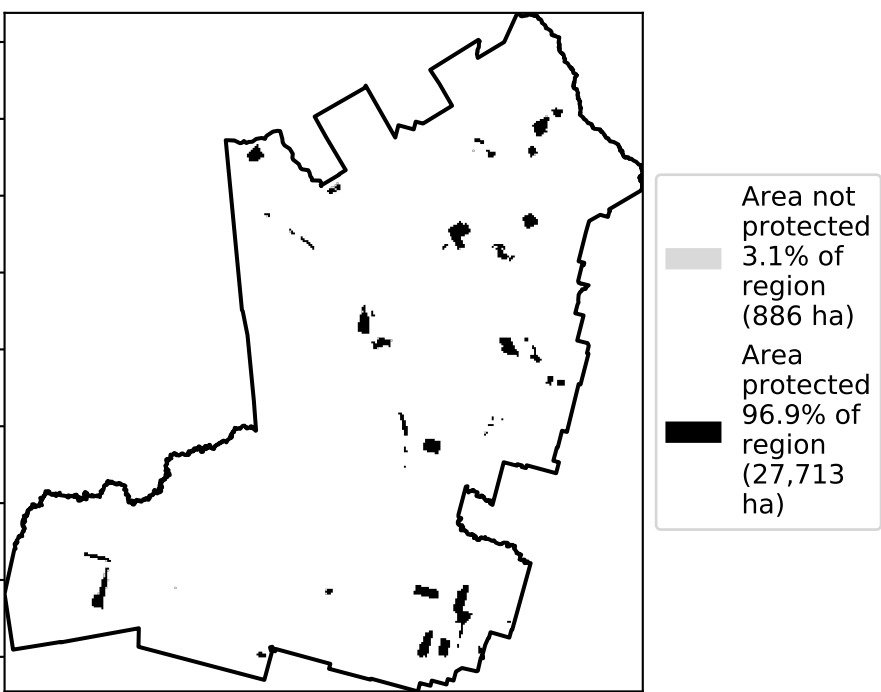 Area not
protected
3.1% of
region
(886 ha)
Area
protected
96.9% of
region
(27,713
ha)